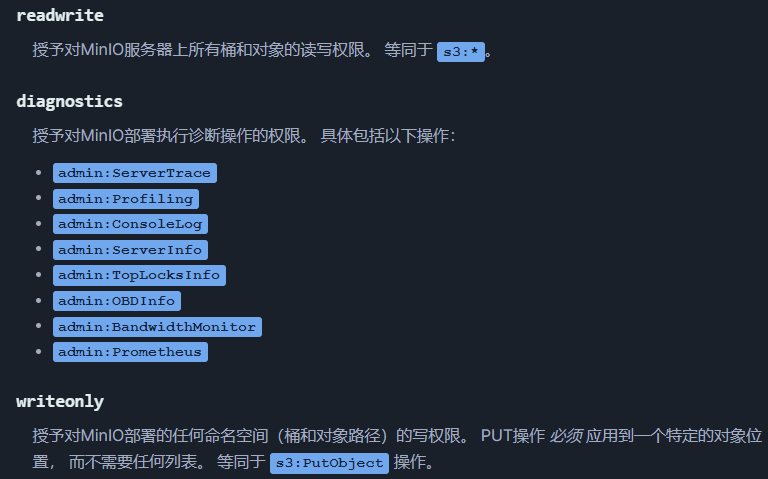 readwrite
授予对MinIO服务器上所有桶和对象的读写权限。 等同于 s3:*。
diagnostics
授予对MinIO部署执行诊断操作的权限。 具体包括以下操作：
admin:ServerTrace
admin:Profiling
admin:ConsoleLog
admin:ServerInfo
admin:TopLocksInfo
admin:OBDInfo
admin:BandwidthMonitor
admin:Prometheus
writeonly
授予对MinIO部署的任何命名空间（桶和对象路径）的写权限。 PUT操作 必须 应用到一个特定的对象位
置， 而不需要任何列表。 等同于 s3:PutObject 操作。